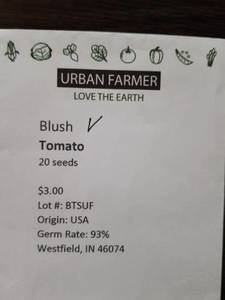 URBAN FARMER
LOVE THE EARTH
Blush
Tomato
20 seeds
$3.00
Lot #: BTSUF
Origin: USA
Germ Rate: 93%
Westfield, IN 46074